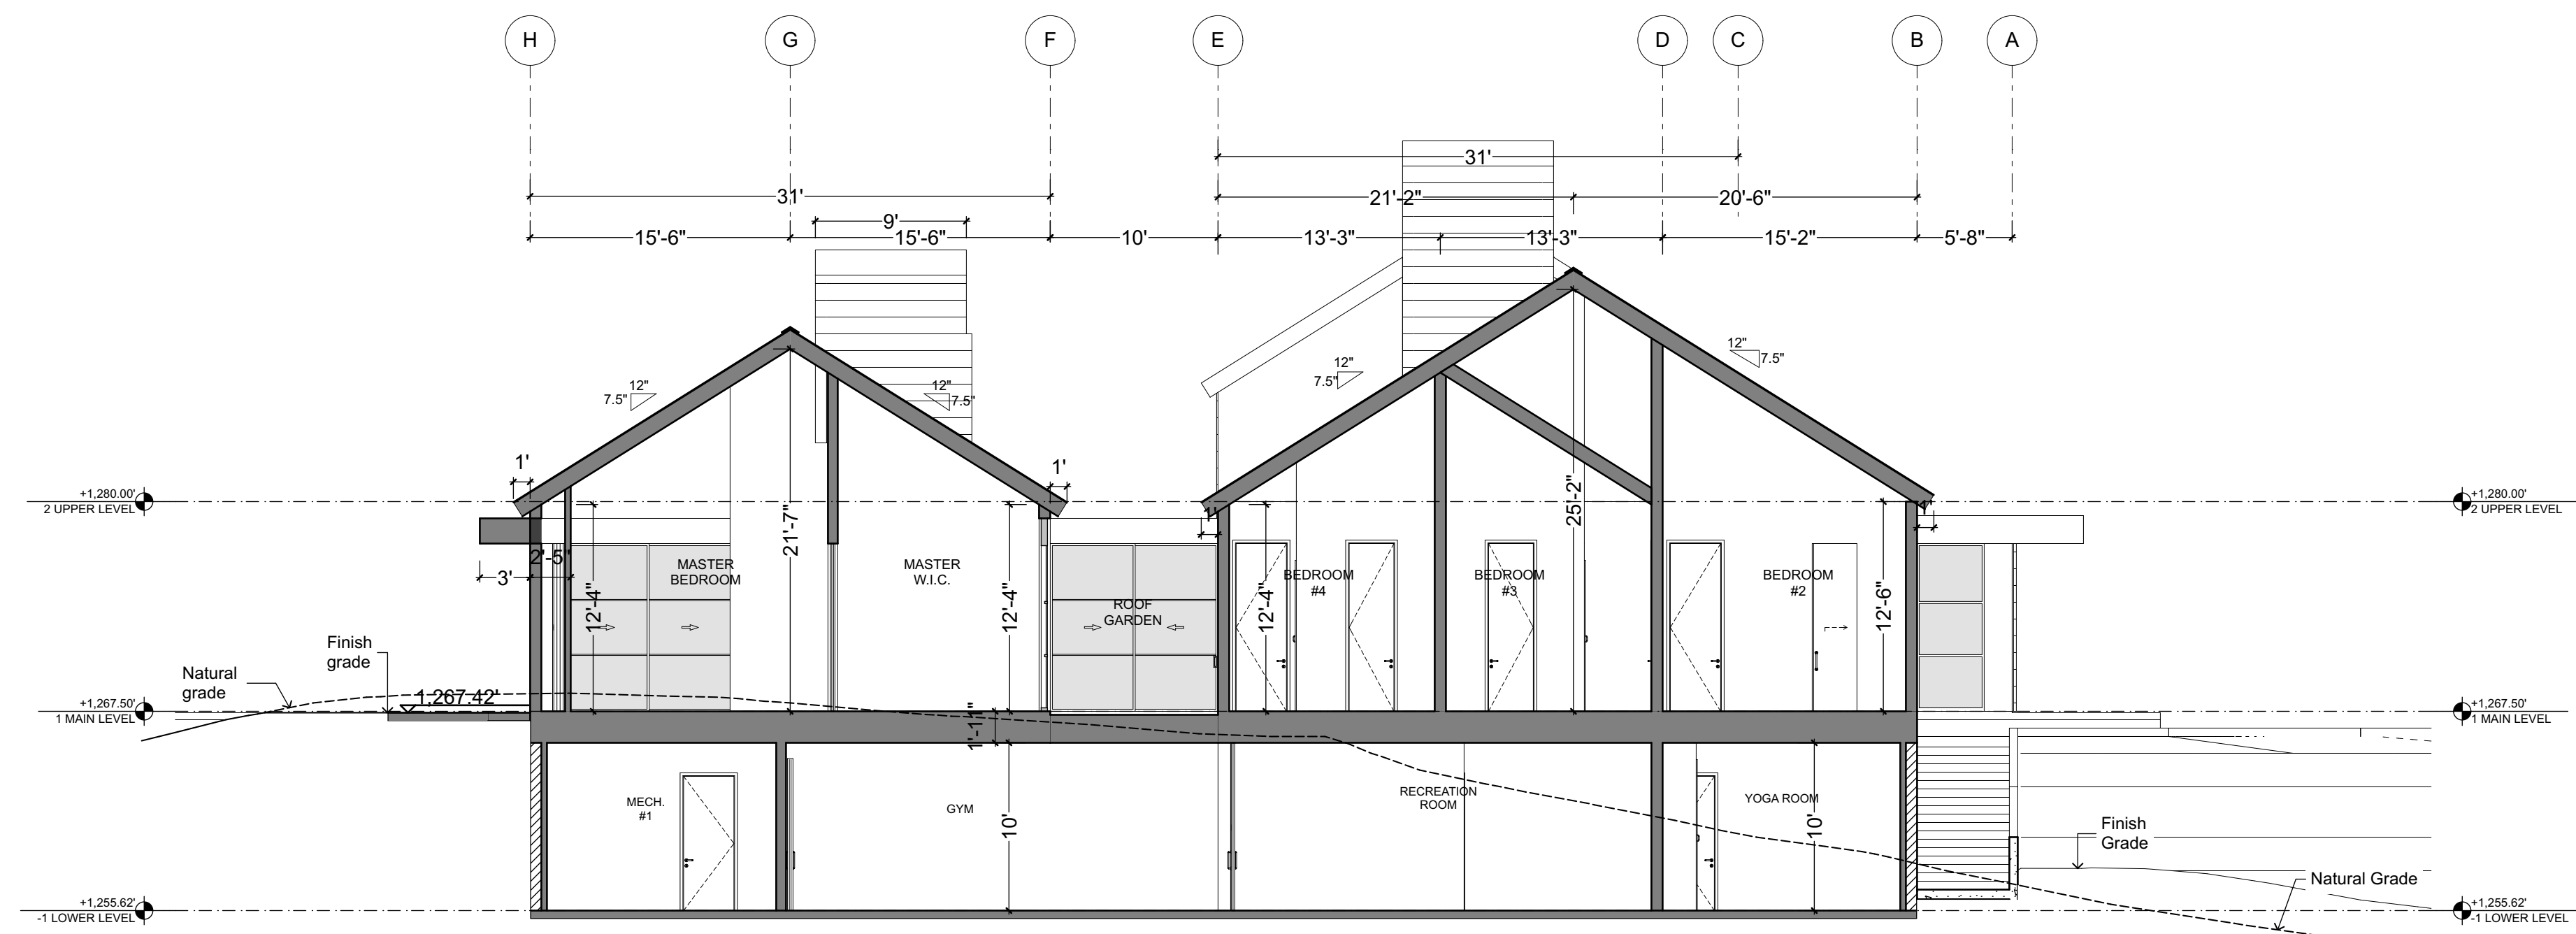 H G F E D C B A
31'
31' 21'-2" 20'-6"
9'
15'-6" 15'-6" 10' 13'-3" 13'-3" 15'-2" 5'-8"
12"
7.5"
12"
7.5"
12"
7.5"
12"
7.5"
1' 1' 1' 1'
+1,280.00'
2 UPPER LEVEL
+1,280.00'
2 UPPER LEVEL
21'-7"
25'-2"
2'-5"
3'
12'-4"
MASTER
BEDROOM
MASTER
W.I.C.
12'-4"
ROOF
GARDEN
12'-4"
BEDROOM
#4
BEDROOM
#3
BEDROOM
#2
12'-6"
Finish
grade
Natural
grade
1,267.42'
+1,267.50'
1 MAIN LEVEL
+1,267.50'
1 MAIN LEVEL
MECH.
#1
GYM
10'
RECREATION
ROOM
YOGA ROOM
10'
Finish
Grade
Natural Grade
+1,255.62'
-1 LOWER LEVEL
+1,255.62'
-1 LOWER LEVEL